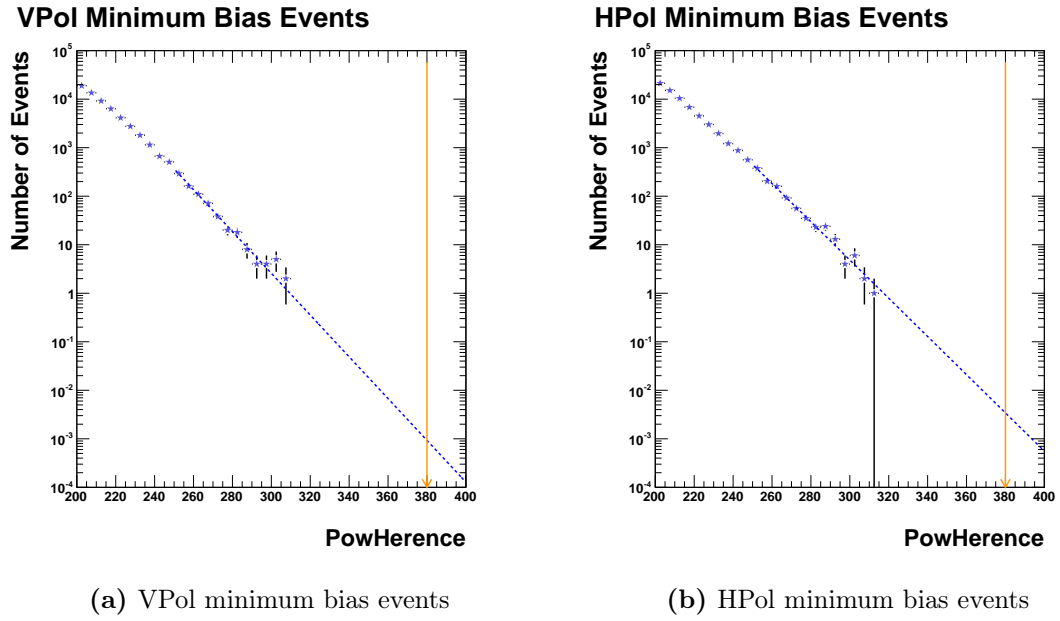 VPol Minimum Bias Events
Number of Events
10^5
10^4
10^3
10^2
10
1
10^-1
10^-2
10^-3
10^-4
200 220 240 260 280 300 320 340 360 380 400
PowHerence
(a) VPol minimum bias events
HPol Minimum Bias Events
Number of Events
10^5
10^4
10^3
10^2
10
1
10^-1
10^-2
10^-3
10^-4
200 220 240 260 280 300 320 340 360 380 400
PowHerence
(b) HPol minimum bias events